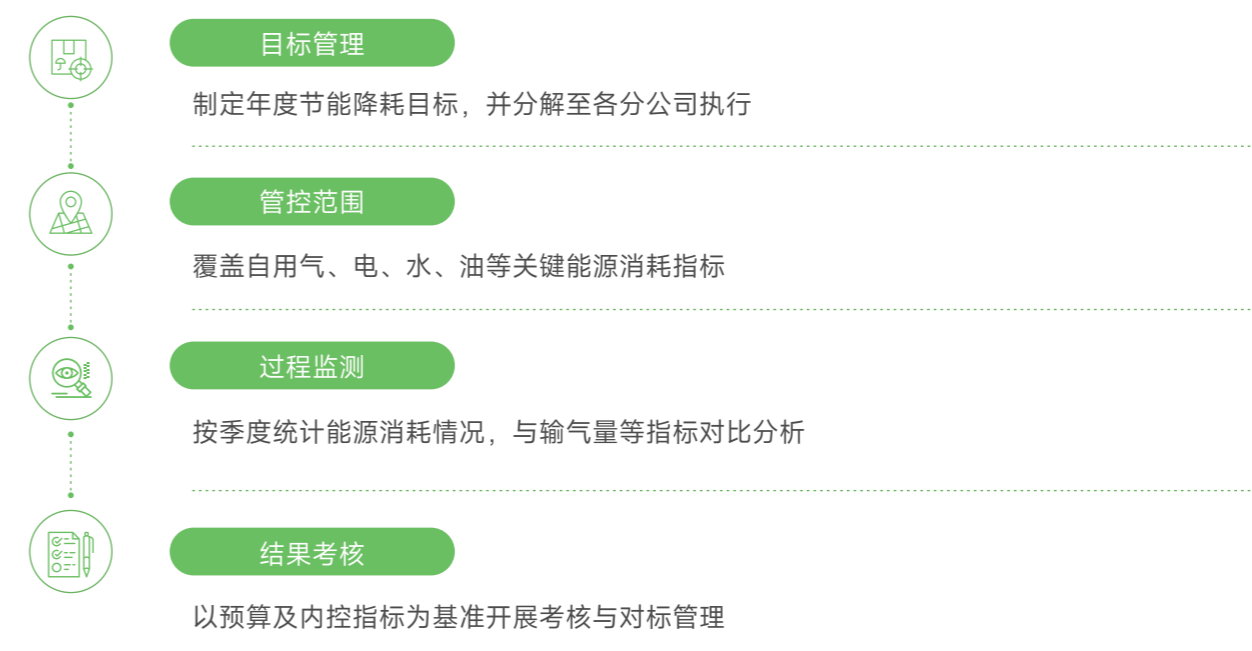 目标管理
制定年度节能降耗目标，并分解至各分公司执行
管控范围
覆盖自用气、电、水、油等关键能源消耗指标
过程监测
按季度统计能源消耗情况，与输气量等指标对比分析
结果考核
以预算及内控指标为基准开展考核与对标管理